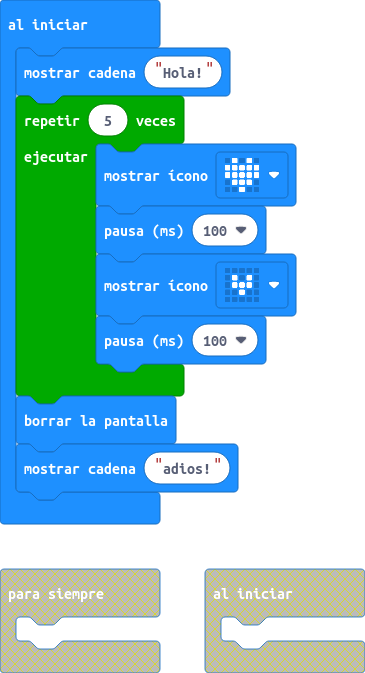 al iniciar
mostrar cadena "Hola!"
repetir 5 veces
ejecutar
mostrar icono
pausa (ms) 100
mostrar icono
pausa (ms) 100
borrar la pantalla
mostrar cadena "adios!"
para siempre
al iniciar